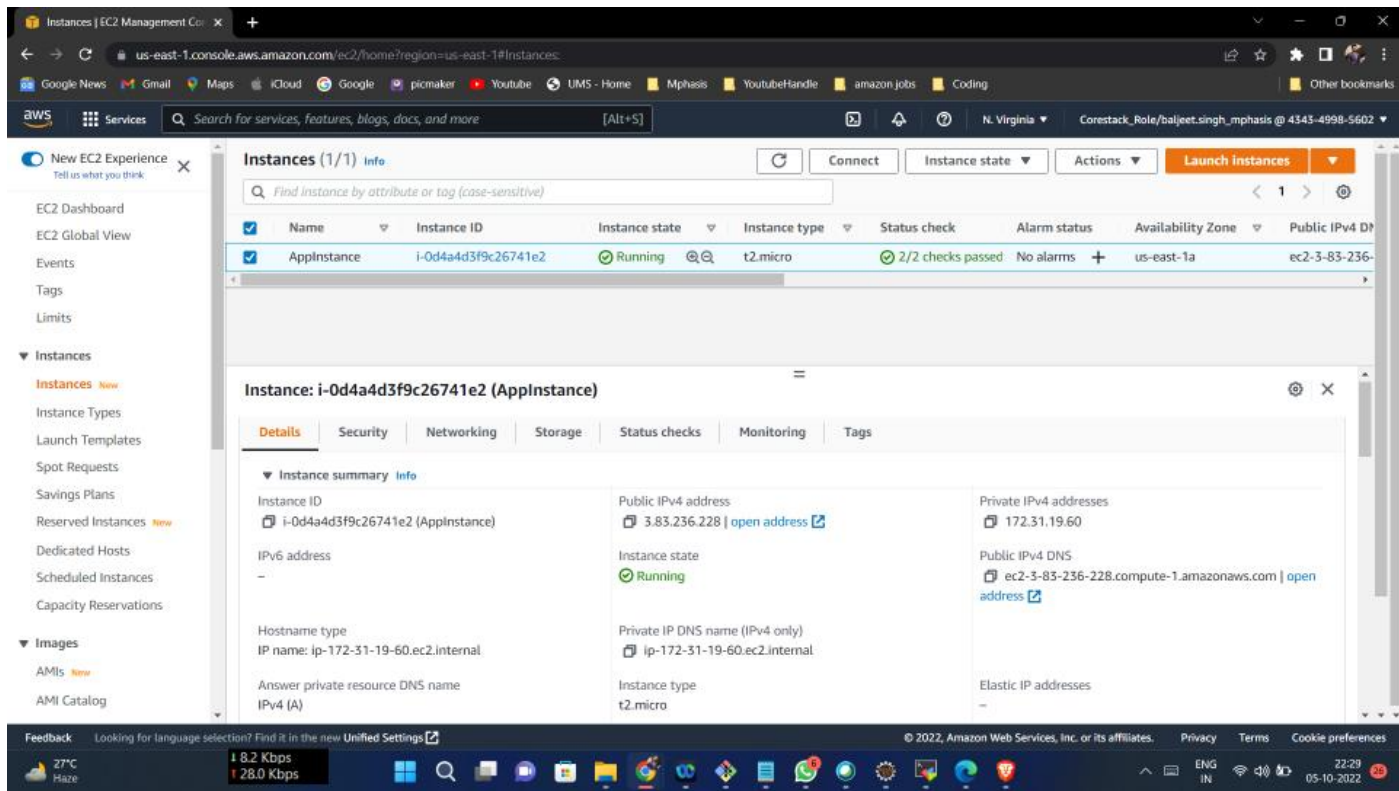 Instances | EC2 Management Co
us-east-1.console.aws.amazon.com/ec2/home?region=us-east-1#Instances:
Google News Gmail Maps iCloud Google picmaker Youtube UMS - Home Mphasis YoutubeHandle amazon jobs Coding Other bookmarks
aws Services Search for services, features, blogs, docs, and more [Alt+S] N. Virginia Corestack_Role/baljeet.singh_mphasis @ 4343-4998-5602
New EC2 Experience
Tell us what you think
EC2 Dashboard
EC2 Global View
Events
Tags
Limits
Instances
Instances New
Instance Types
Launch Templates
Spot Requests
Savings Plans
Reserved Instances New
Dedicated Hosts
Scheduled Instances
Capacity Reservations
Images
AMIs New
AMI Catalog
Instances (1/1) Info Connect Instance state Actions Launch instances
Find instance by attribute or tag (case-sensitive) 1
Name Instance ID Instance state Instance type Status check Alarm status Availability Zone Public IPv4 DN
AppInstance i-0d4a4d3f9c26741e2 Running t2.micro 2/2 checks passed No alarms us-east-1a ec2-3-83-236-
Instance: i-0d4a4d3f9c26741e2 (AppInstance)
Details Security Networking Storage Status checks Monitoring Tags
Instance summary Info
Instance ID Public IPv4 address Private IPv4 addresses
i-0d4a4d3f9c26741e2 (AppInstance) 3.83.236.228 | open address 172.31.19.60
IPv6 address Instance state Public IPv4 DNS
– Running ec2-3-83-236-228.compute-1.amazonaws.com | open
address
Hostname type Private IP DNS name (IPv4 only)
IP name: ip-172-31-19-60.ec2.internal ip-172-31-19-60.ec2.internal
Answer private resource DNS name Instance type Elastic IP addresses
IPv4 (A) t2.micro –
Feedback Looking for language selection? Find it in the new Unified Settings © 2022, Amazon Web Services, Inc. or its affiliates. Privacy Terms Cookie preferences
27°C
Haze
8.2 Kbps
28.0 Kbps
ENG
IN
22:29
05-10-2022
26